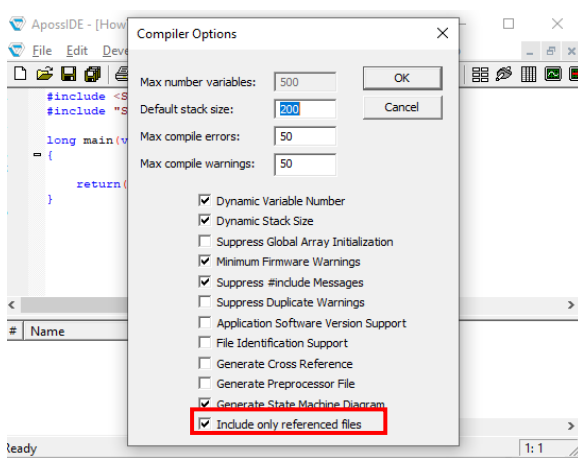 ApossIDE - [How
File Edit Deve
#include <S
#include "S
long main(v
{
return(
}
# Name
Ready
1: 1
Compiler Options
Max number variables: 500
OK
Default stack size: 200
Cancel
Max compile errors: 50
Max compile warnings: 50
Dynamic Variable Number
Dynamic Stack Size
Suppress Global Array Initialization
Minimum Firmware Warnings
Suppress #include Messages
Suppress Duplicate Warnings
Application Software Version Support
File Identification Support
Generate Cross Reference
Generate Preprocessor File
Generate State Machine Diagram
Include only referenced files